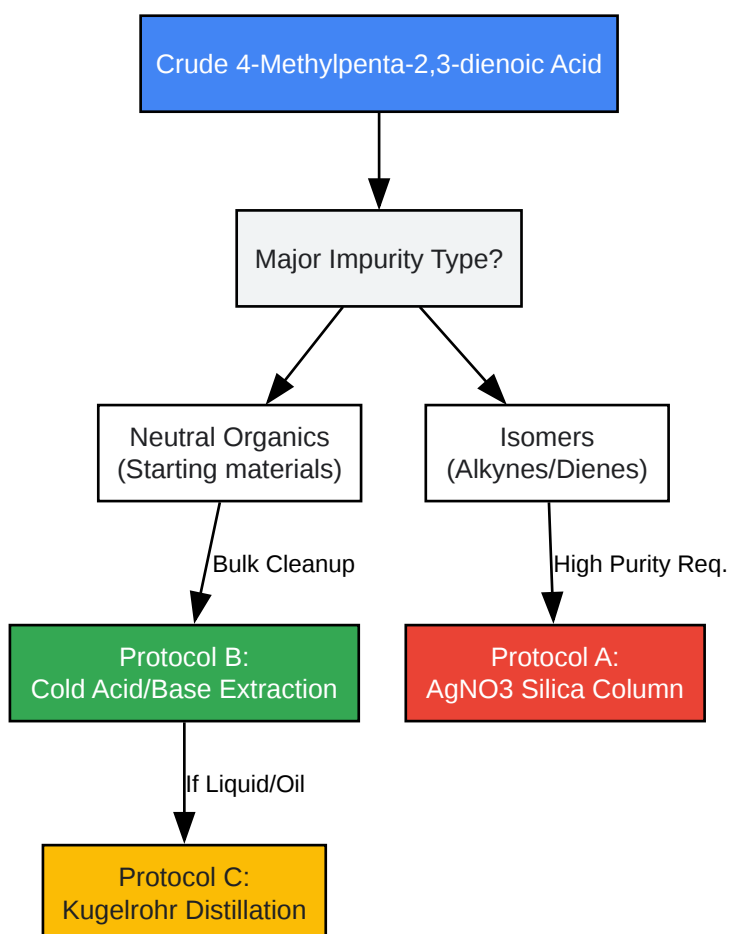 Crude 4-Methylpenta-2,3-dienoic Acid
Major Impurity Type?
Neutral Organics
(Starting materials)
Isomers
(Alkynes/Dienes)
Bulk Cleanup
High Purity Req.
Protocol B:
Cold Acid/Base Extraction
Protocol A:
AgNO3 Silica Column
If Liquid/Oil
Protocol C:
Kugelrohr Distillation